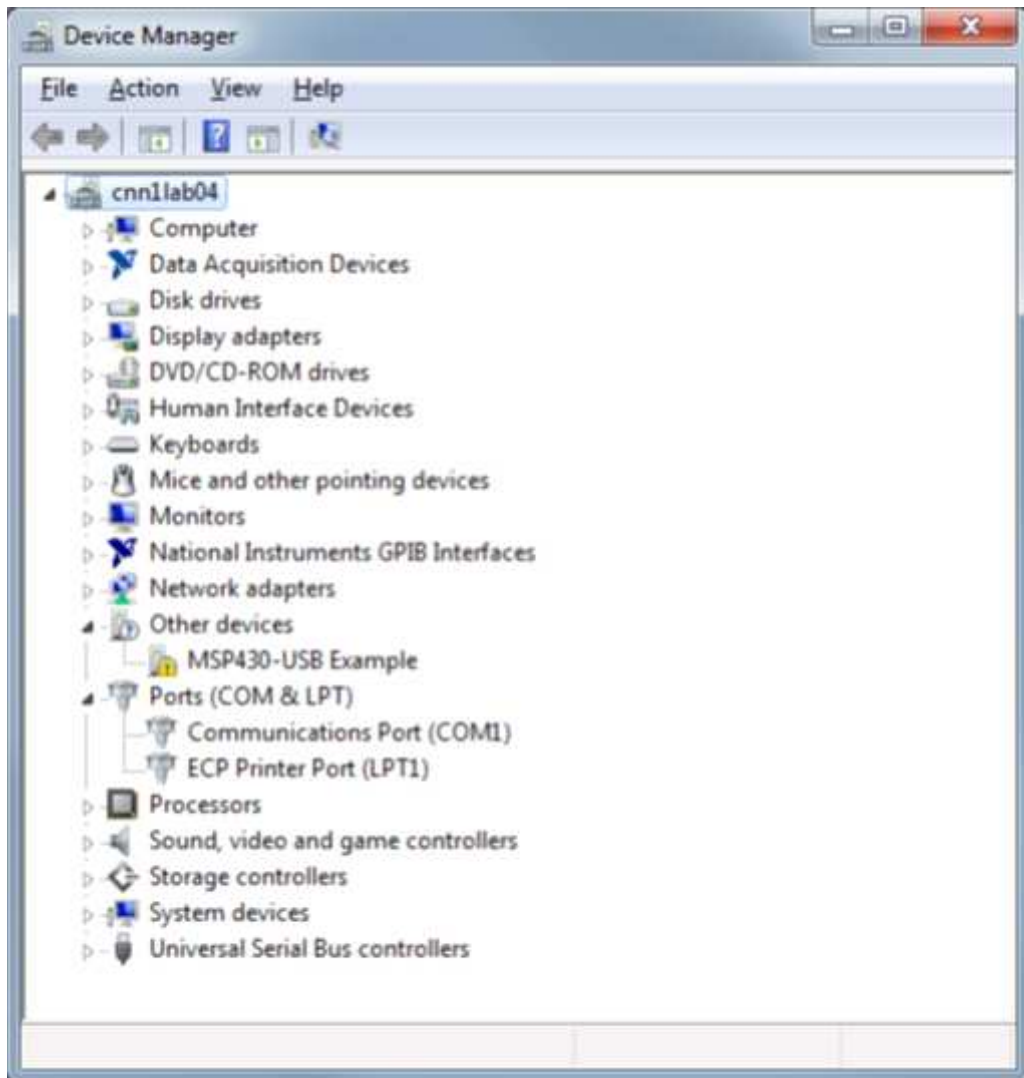 Device Manager
File Action View Help
cnn1lab04
Computer
Data Acquisition Devices
Disk drives
Display adapters
DVD/CD-ROM drives
Human Interface Devices
Keyboards
Mice and other pointing devices
Monitors
National Instruments GPIB Interfaces
Network adapters
Other devices
MSP430-USB Example
Ports (COM & LPT)
Communications Port (COM1)
ECP Printer Port (LPT1)
Processors
Sound, video and game controllers
Storage controllers
System devices
Universal Serial Bus controllers